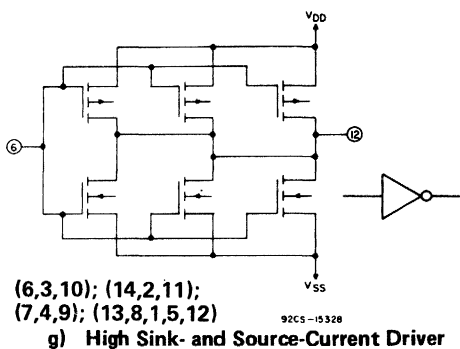 VDD
6
12
VSS
(6,3,10); (14,2,11);
(7,4,9); (13,8,1,5,12)
92CS-15328
g) High Sink- and Source-Current Driver